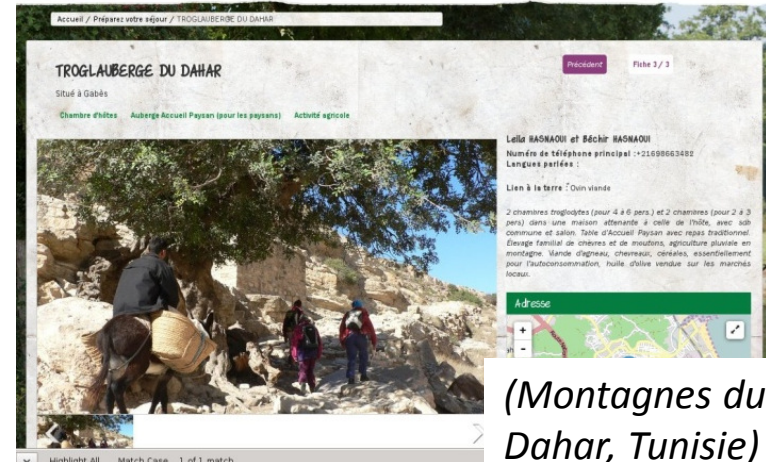 Accueil / Préparez votre séjour / TROGLAUBERGE DU DAHAR
TROGLAUBERGE DU DAHAR
Précédent
Fiche 3 / 3
Situé à Gabès
Chambre d'hôtes Auberge Accueil Paysan (pour les paysans) Activité agricole
Leïla HASNAOUI et Béchir HASNAOUI
Numéro de téléphone principal :+21698663482
Langues parlées :
Lien à la terre : Ovin viande
2 chambres troglodytes (pour 4 à 6 pers.) et 2 chambres (pour 2 à 3
pers) dans une maison attenante à celle de l'hôte, avec sdb
commune et salon. Table d'Accueil Paysan avec repas traditionnel.
Élevage familial de chèvres et de moutons, agriculture pluviale en
montagne. Viande d'agneau, chevreaux, céréales, essentiellement
pour l'autoconsommation, huile d'olive vendue sur les marchés
locaux.
Adresse
+
-
(Montagnes du
Dahar, Tunisie)
Highlight All Match Case 1 of 1 match